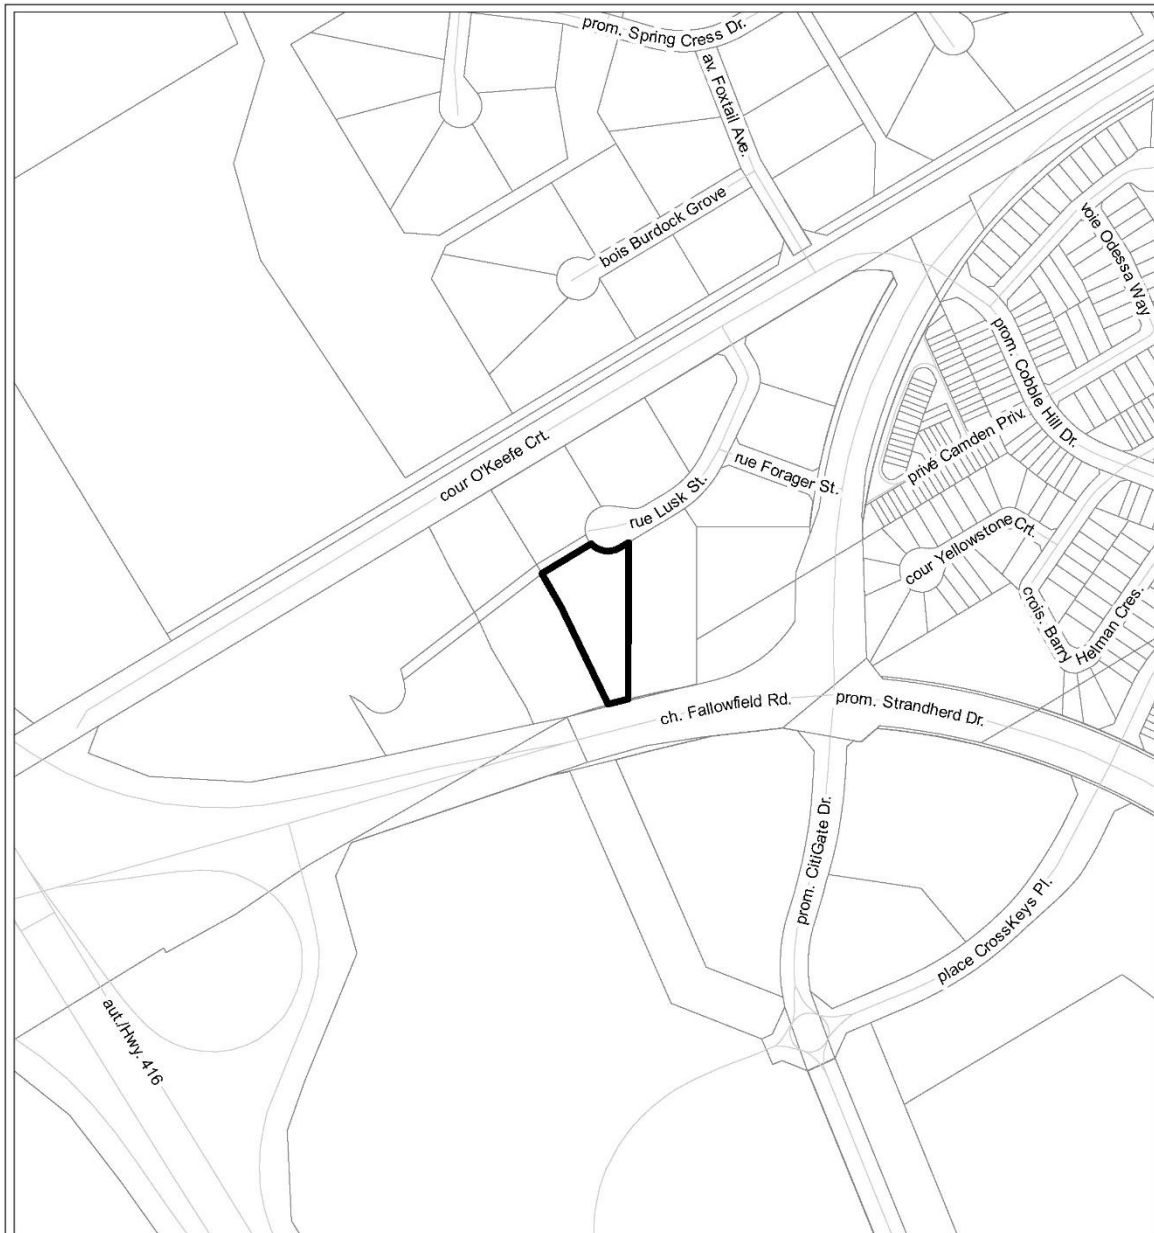 prom. Spring Cress Dr.
av. Foxtail Ave.
bois Burdock Grove
voie Odessa Way
prom. Cobble Hill Dr.
privé Camden Priv.
cour O'Keefe Crt.
rue Forager St.
rue Lusk St.
cour Yellowstone Crt.
crois. Barry
Helman Cres.
ch. Fallowfield Rd.
prom. Strandherd Dr.
prom. CitiGate Dr.
place CrossKeys Pl.
aut./Hwy. 416